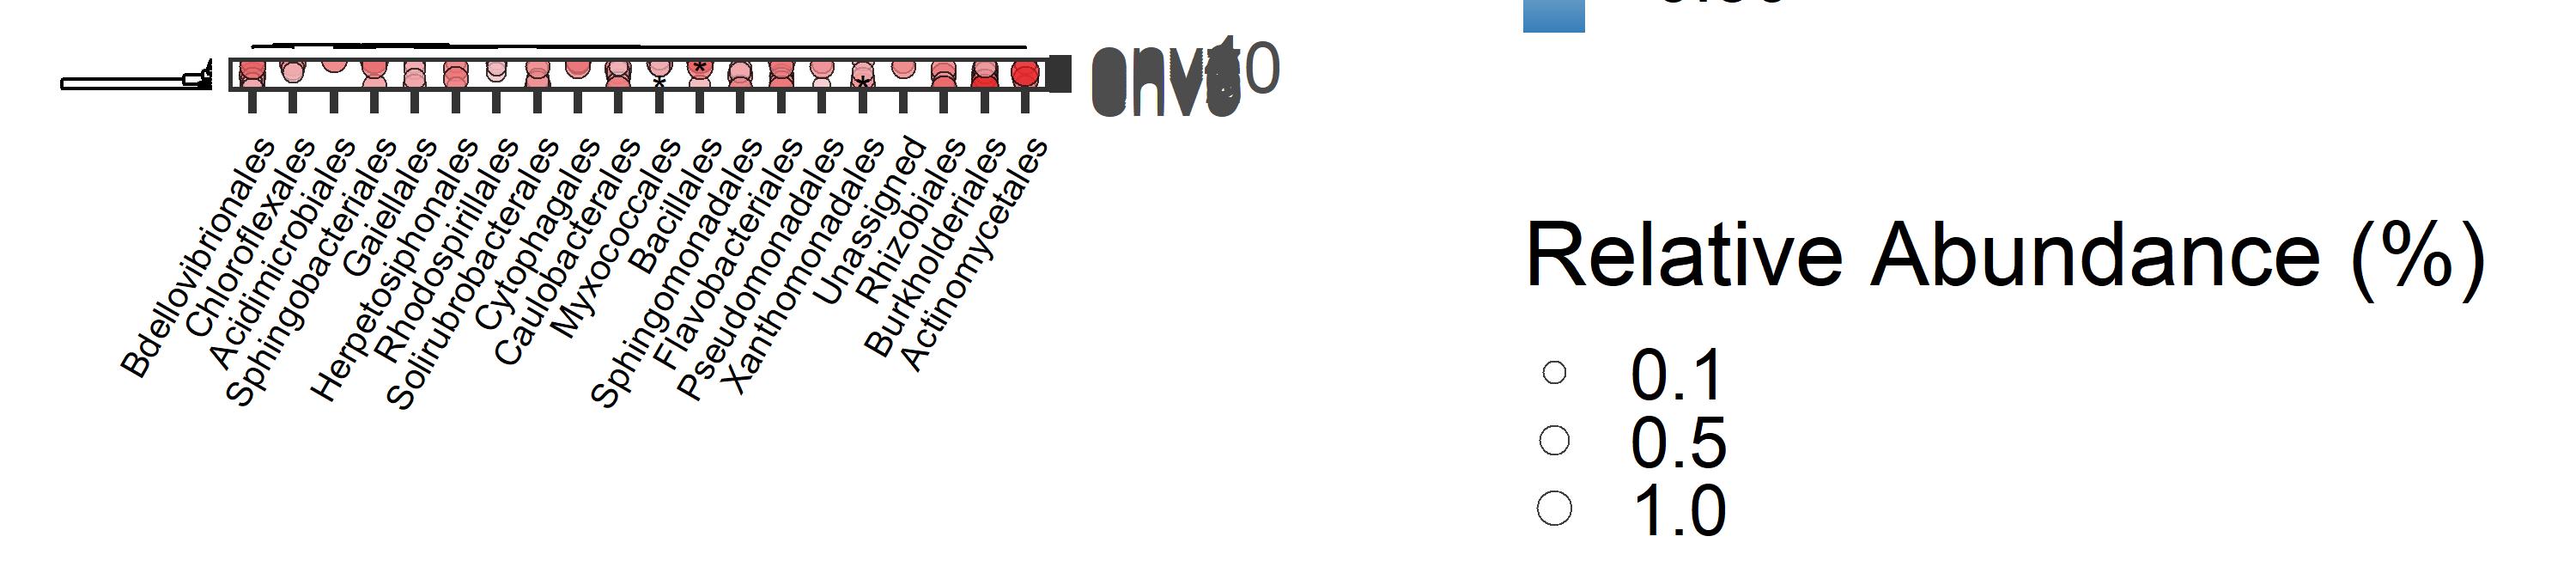 *
*
*
Bdellovibrionales
Chloroflexales
Acidimicrobiales
Sphingobacteriales
Gaiellales
Herpetosiphonales
Rhodospirillales
Solirubrobacterales
Cytophagales
Caulobacterales
Myxococcales
Bacillales
Sphingomonadales
Flavobacteriales
Pseudomonadales
Xanthomonadales
Unassigned
Rhizobiales
Burkholderiales
Actinomycetales
Relative Abundance (%)
0.1
0.5
1.0